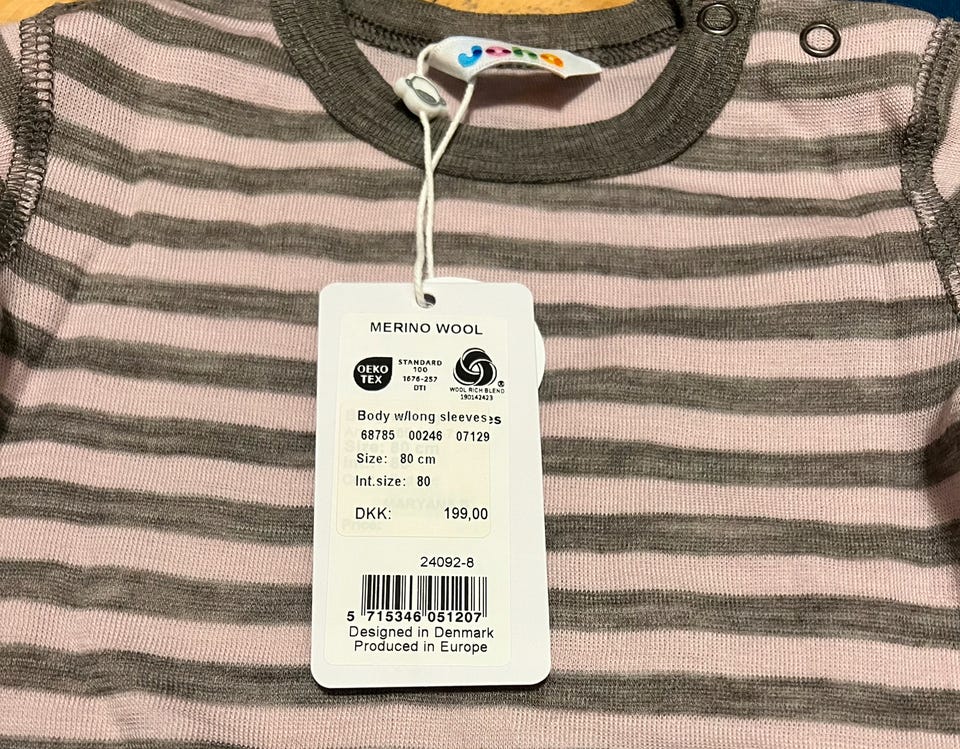 Joha
MERINO WOOL
OEKO
TEX
STANDARD
100
1676-257
DTI
WOOL RICH BLEND
190142423
®
Body w/long sleeves
68785 00246 07129
Size: 80 cm
Int.size: 80
DKK: 199,00
24092-8
5 715346 051207
Designed in Denmark
Produced in Europe